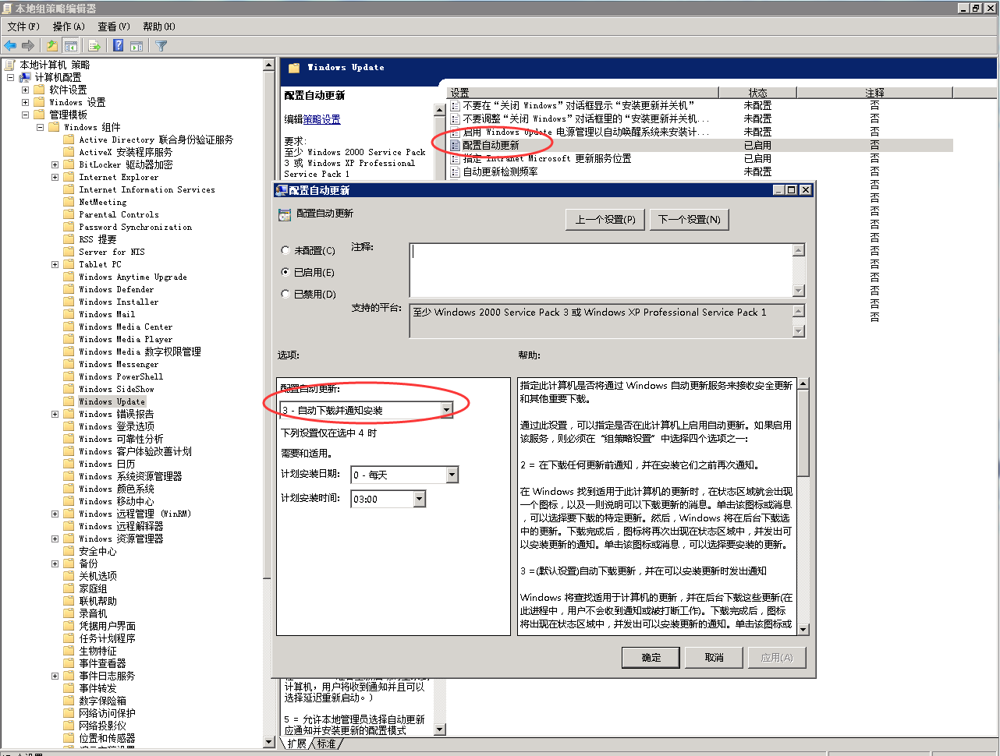 本地组策略编辑器
文件(F) 操作(A) 查看(V) 帮助(H)
本地计算机 策略
计算机配置
软件设置
Windows 设置
管理模板
Windows 组件
Active Directory 联合身份验证服务
ActiveX 安装程序服务
BitLocker 驱动器加密
Internet Explorer
Internet Information Services
NetMeeting
Parental Controls
Password Synchronization
RSS 提要
Server for NIS
Tablet PC
Windows Anytime Upgrade
Windows Defender
Windows Installer
Windows Mail
Windows Media Center
Windows Media Player
Windows Media 数字权限管理
Windows Messenger
Windows PowerShell
Windows SideShow
Windows Update
Windows 错误报告
Windows 登录选项
Windows 可靠性分析
Windows 客户体验改善计划
Windows 日历
Windows 系统资源管理器
Windows 颜色系统
Windows 移动中心
Windows 远程管理 (WinRM)
Windows 远程解释器
Windows 资源管理器
安全中心
备份
关机选项
家庭组
联机帮助
录音机
凭据用户界面
任务计划程序
生物特征
事件查看器
事件日志服务
事件转发
数字保险箱
网络访问保护
网络投影仪
位置和传感器
Windows Update
配置自动更新
编辑策略设置
要求:
至少 Windows 2000 Service Pack
3 或 Windows XP Professional
Service Pack 1
设置 状态 注释
不要在“关闭 Windows”对话框显示“安装更新并关机” 未配置 否
不要调整“关闭 Windows”对话框里的“安装更新并关机... 未配置 否
启用 Windows Update 电源管理以自动唤醒系统来安装计... 未配置 否
配置自动更新 已启用 否
指定 Intranet Microsoft 更新服务位置 已启用 否
自动更新检测频率 未配置 否
否
否
否
否
否
否
否
否
否
否
否
配置自动更新
配置自动更新
上一个设置(P) 下一个设置(N)
未配置(C)
已启用(E)
已禁用(D)
注释:
支持的平台:
至少 Windows 2000 Service Pack 3 或 Windows XP Professional Service Pack 1
选项:
帮助:
配置自动更新:
3 - 自动下载并通知安装
下列设置仅在选中 4 时
需要和适用。
计划安装日期: 0 - 每天
计划安装时间: 03:00
指定此计算机是否将通过 Windows 自动更新服务来接收安全更新
和其他重要下载。
通过此设置，可以指定是否在此计算机上启用自动更新。如果启用
该服务，则必须在“组策略设置”中选择四个选项之一:
2 = 在下载任何更新前通知，并在安装它们之前再次通知。
在 Windows 找到适用于此计算机的更新时，在状态区域就会出现
一个图标，以及一则说明可以下载更新的消息。单击该图标或消息
，可以选择要下载的特定更新。然后，Windows 将在后台下载选
中的更新。下载完成后，图标将再次出现在状态区域中，并发出可
以安装更新的通知。单击该图标或消息，可以选择要安装的更新。
3 =(默认设置)自动下载更新，并在可以安装更新时发出通知
Windows 将查找适用于计算机的更新，并在后台下载这些更新(在
此进程中，用户不会收到通知或被打断工作)。下载完成后，图标
将出现在状态区域中，并发出可以安装更新的通知。单击该图标或
确定 取消 应用(A)
计算机，用户将收到通知并且可以
选择延迟重新启动。)
5 = 允许本地管理员选择自动更新
应通知并安装更新的配置模式
扩展 标准